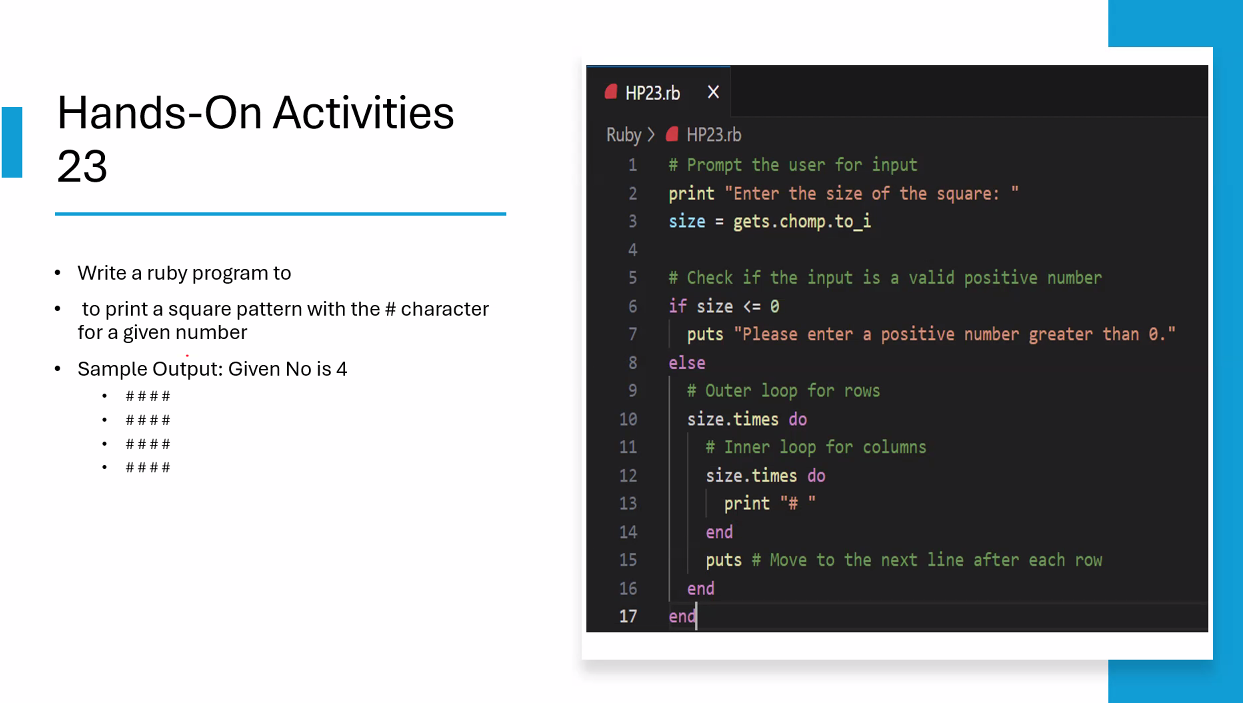 Hands-On Activities
23
• Write a ruby program to
• to print a square pattern with the # character
for a given number
• Sample Output: Given No is 4
• # # # #
• # # # #
• # # # #
• # # # #
HP23.rb X
Ruby > HP23.rb
1 # Prompt the user for input
2 print "Enter the size of the square: "
3 size = gets.chomp.to_i
4
5 # Check if the input is a valid positive number
6 if size <= 0
7 puts "Please enter a positive number greater than 0."
8 else
9 # Outer loop for rows
10 size.times do
11 # Inner loop for columns
12 size.times do
13 print "# "
14 end
15 puts # Move to the next line after each row
16 end
17 end